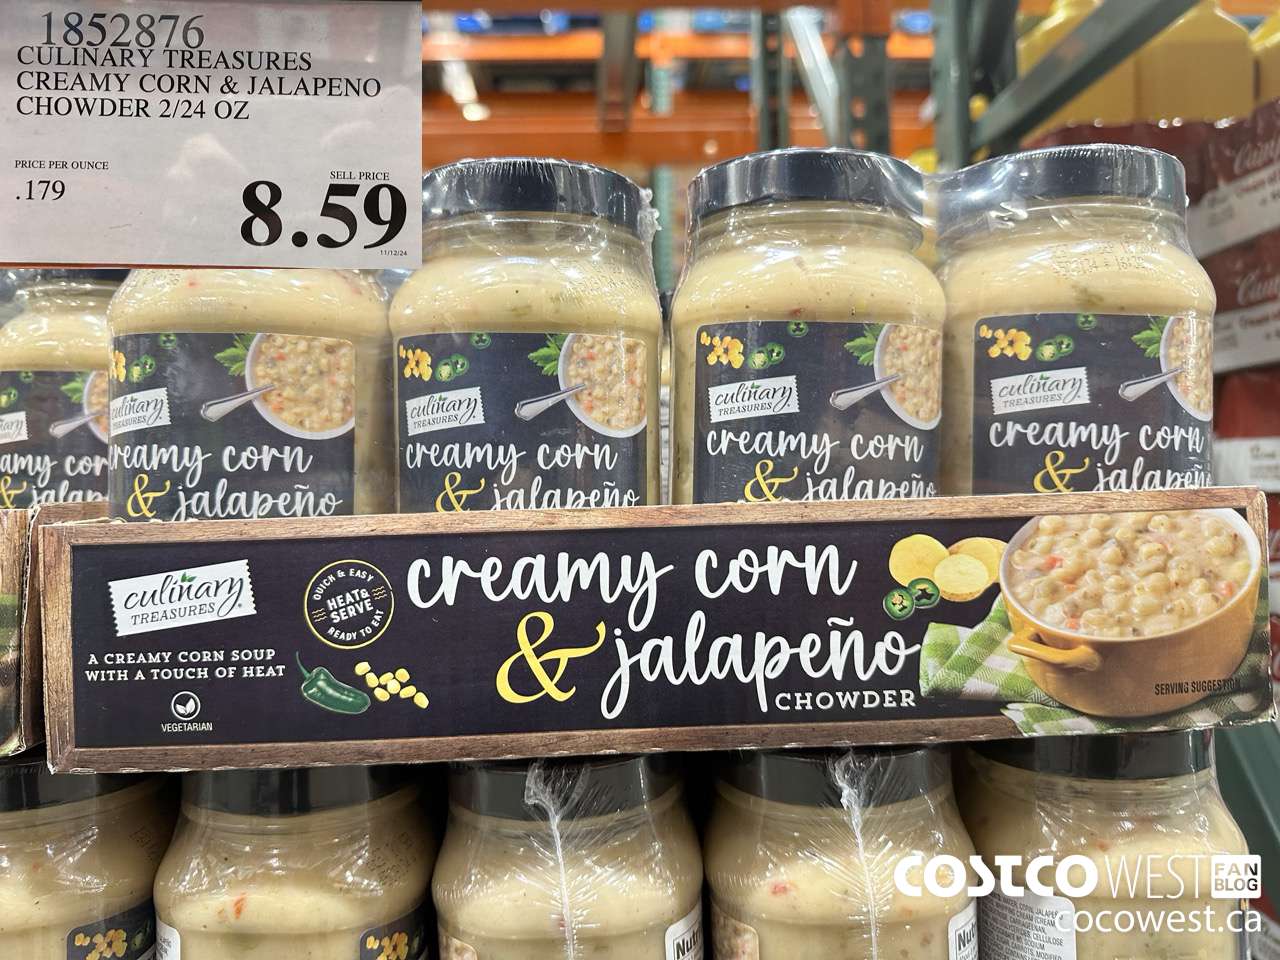 1852876
CULINARY TREASURES
CREAMY CORN & JALAPENO
CHOWDER 2/24 OZ
PRICE PER OUNCE
.179
SELL PRICE
8.59
11/12/24
culinary
TREASURES
creamy corn
& jalapeño
culinary
TREASURES
creamy corn
& jalapeño
culinary
TREASURES
creamy corn
& jalapeño
culinary
TREASURES
creamy corn
& jalapeño
culinary
TREASURES
A CREAMY CORN SOUP
WITH A TOUCH OF HEAT
VEGETARIAN
QUICK & EASY
HEAT &
SERVE
READY TO EAT
creamy corn
& jalapeño
CHOWDER
SERVING SUGGESTION
COSTCO WEST FAN BLOG
cocowest.ca